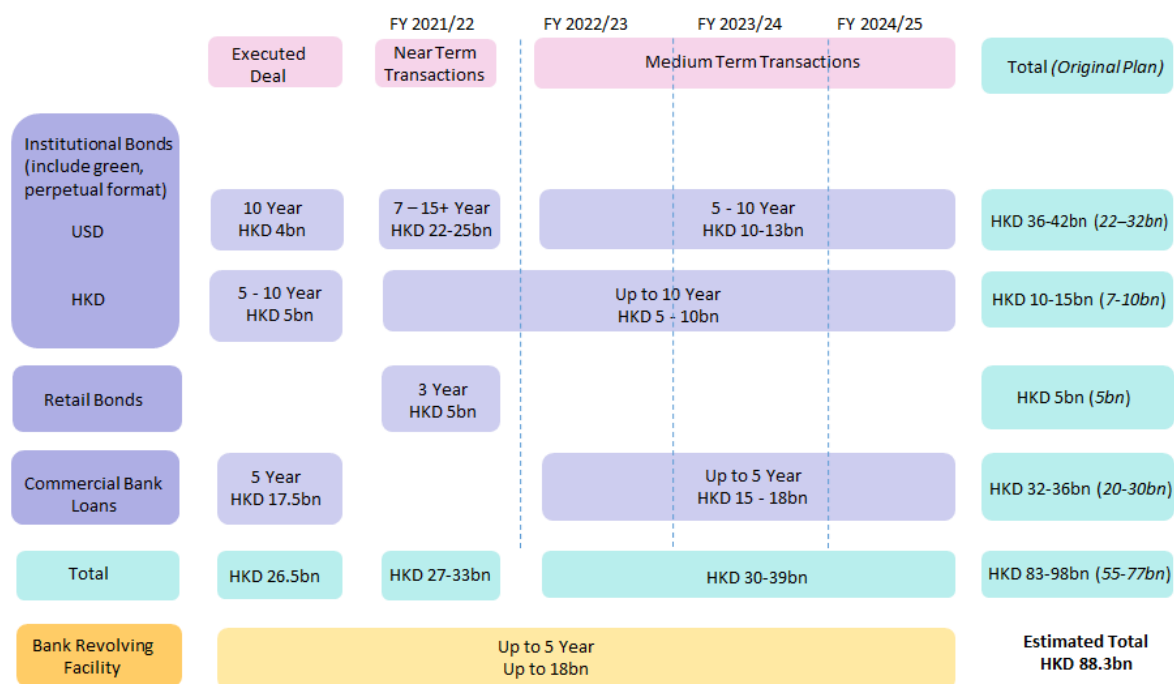 FY 2021/22
FY 2022/23
FY 2023/24
FY 2024/25
Executed
Deal
Near Term
Transactions
Medium Term Transactions
Total (Original Plan)
Institutional Bonds
(include green,
perpetual format)
USD
10 Year
HKD 4bn
7 – 15+ Year
HKD 22-25bn
5 - 10 Year
HKD 10-13bn
HKD 36-42bn (22–32bn)
HKD
5 - 10 Year
HKD 5bn
Up to 10 Year
HKD 5 - 10bn
HKD 10-15bn (7-10bn)
Retail Bonds
3 Year
HKD 5bn
HKD 5bn (5bn)
Commercial Bank
Loans
5 Year
HKD 17.5bn
Up to 5 Year
HKD 15 - 18bn
HKD 32-36bn (20-30bn)
Total
HKD 26.5bn
HKD 27-33bn
HKD 30-39bn
HKD 83-98bn (55-77bn)
Bank Revolving
Facility
Up to 5 Year
Up to 18bn
Estimated Total
HKD 88.3bn